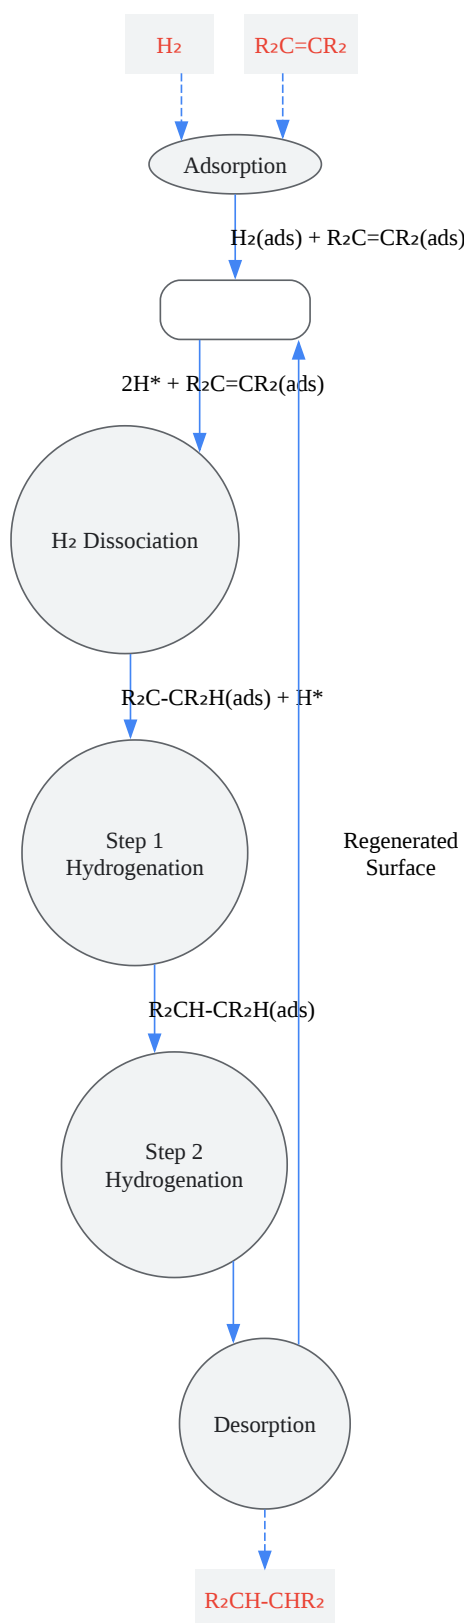 H₂
R₂C=CR₂
Adsorption
H₂(ads) + R₂C=CR₂(ads)
2H* + R₂C=CR₂(ads)
H₂ Dissociation
R₂C-CR₂H(ads) + H*
Step 1
Hydrogenation
Regenerated
Surface
R₂CH-CR₂H(ads)
Step 2
Hydrogenation
Desorption
R₂CH-CHR₂